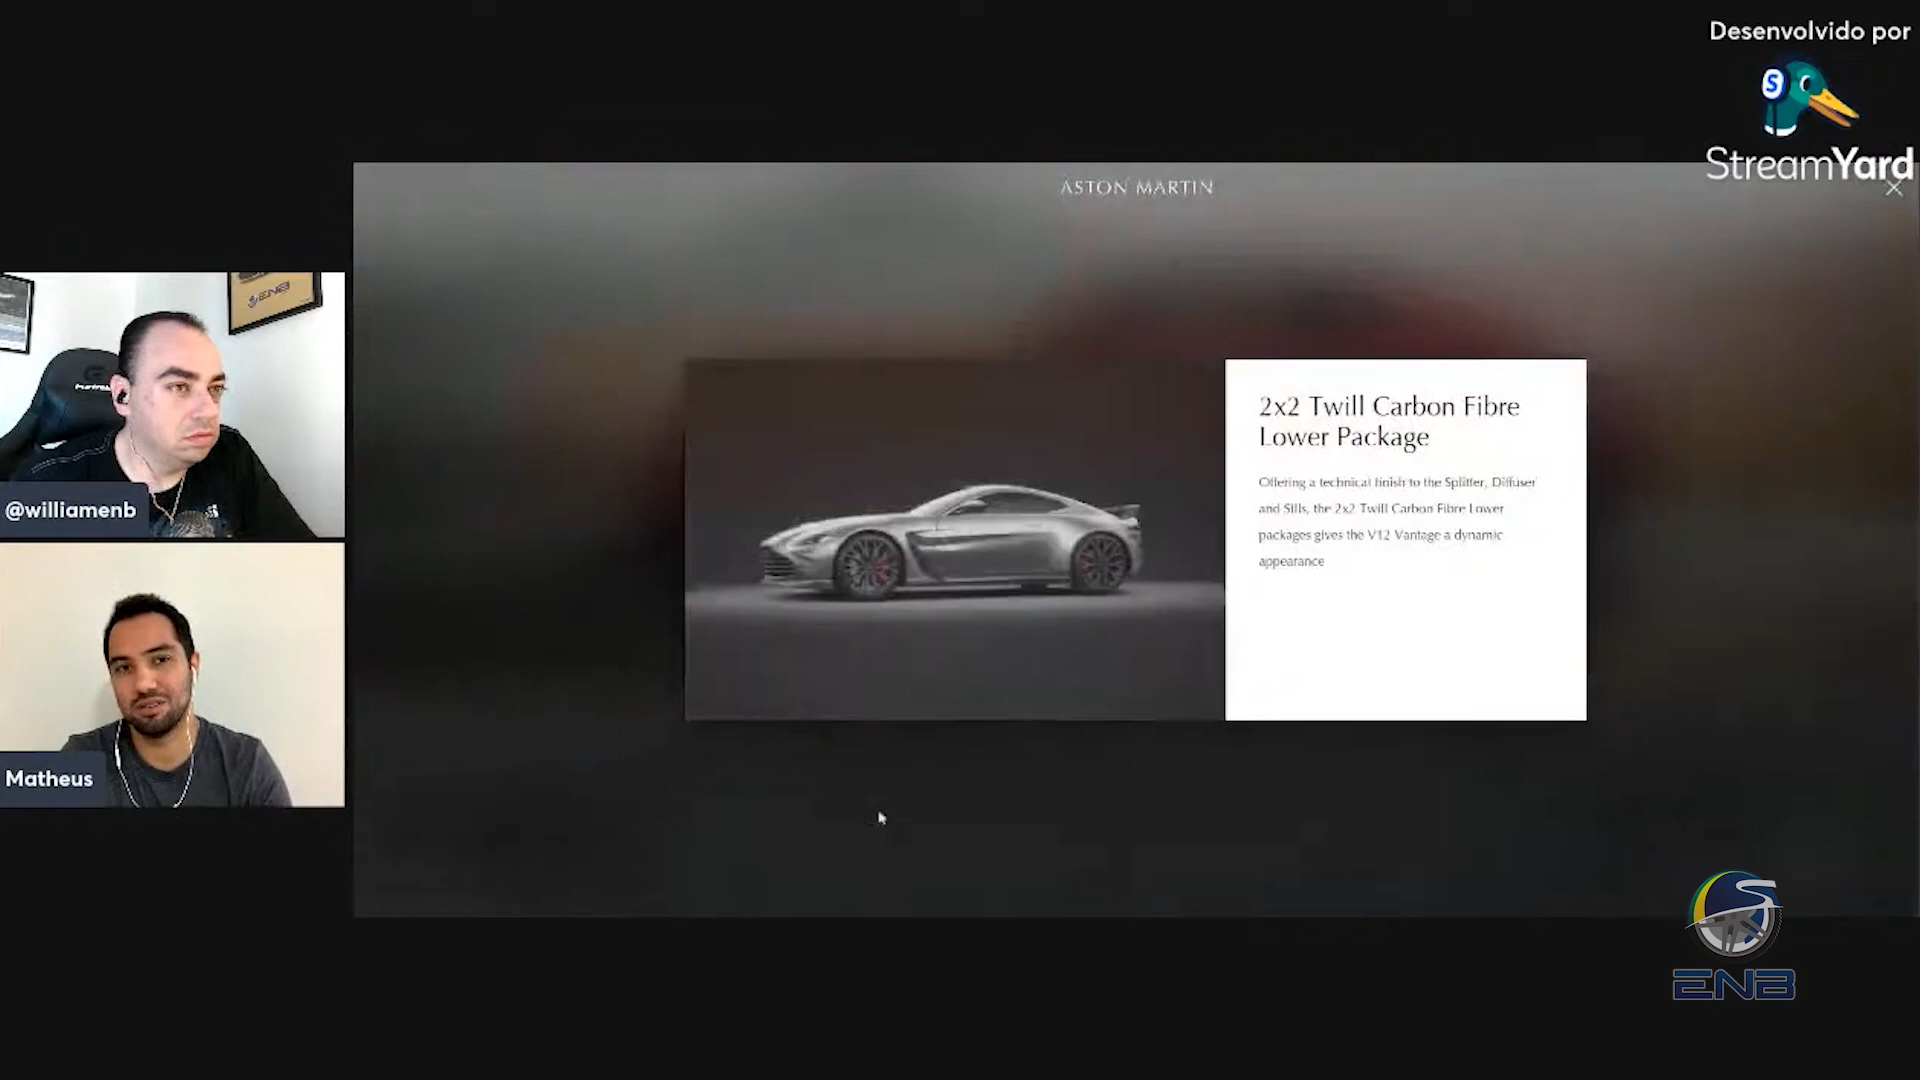 Desenvolvido por
StreamYard
ASTON MARTIN
ENB
@williamenb
Matheus
2x2 Twill Carbon Fibre
Lower Package
Offering a technical finish to the Splitter, Diffuser
and Sills, the 2x2 Twill Carbon Fibre Lower
packages gives the V12 Vantage a dynamic
appearance
ENB